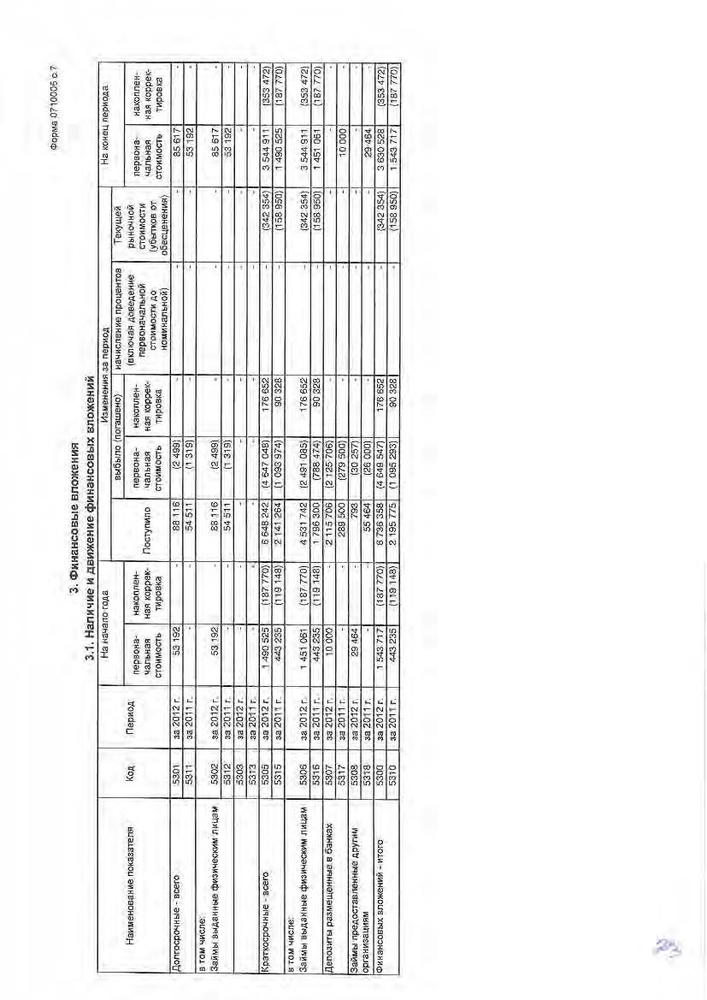 Форма 0710005 с.7
3. Финансовые вложения
3.1. Наличие и движение финансовых вложений
Наименование показателя
Код
Период
На начало года
Изменения за период
На конец периода
первона-
чальная
стоимость
накоплен-
ная коррек-
тировка
Поступило
выбыло (погашено)
первона-
чальная
стоимость
накоплен-
ная коррек-
тировка
начисление процентов
(включая доведение
первоначальной
стоимости до
номинальной)
Текущей
рыночной
стоимости
(убытков от
обесценения)
первона-
чальная
стоимость
накоплен-
ная коррек-
тировка
Долгосрочные - всего
5301 за 2012 г. 53 192 - 88 116 (2 499) - - - 85 617 -
5311 за 2011 г. - - 54 511 (1 319) - - - 53 192 -
в том числе:
Займы выданные физическим лицам
5302 за 2012 г. 53 192 - 88 116 (2 499) - - - 85 617 -
5312 за 2011 г. - - 54 511 (1 319) - - - 53 192 -
5303 за 2012 г. - - - - - - - - -
5313 за 2011 г. - - - - - - - - -
Краткосрочные - всего
5305 за 2012 г. 1 490 525 (187 770) 6 648 242 (4 647 048) 176 652 - (342 354) 3 544 911 (353 472)
5315 за 2011 г. 443 235 (119 148) 2 141 264 (1 093 974) 90 328 - (158 950) 1 490 525 (187 770)
в том числе:
Займы выданные физическим лицам
5306 за 2012 г. 1 451 061 (187 770) 4 531 742 (2 491 085) 176 652 - (342 354) 3 544 911 (353 472)
5316 за 2011 г. 443 235 (119 148) 1 796 300 (788 474) 90 328 - (158 950) 1 451 061 (187 770)
Депозиты размещенные в банках
5307 за 2012 г. 10 000 - 2 115 706 (2 125 706) - - - - -
5317 за 2011 г. - - 289 500 (279 500) - - - 10 000 -
Займы предоставленные другим
организациям
5308 за 2012 г. 29 464 - 793 (30 257) - - - - -
5318 за 2011 г. - - 55 464 (26 000) - - - 29 464 -
Финансовых вложений - итого
5300 за 2012 г. 1 543 717 (187 770) 6 736 358 (4 649 547) 176 652 - (342 354) 3 630 528 (353 472)
5310 за 2011 г. 443 235 (119 148) 2 195 775 (1 095 293) 90 328 - (158 950) 1 543 717 (187 770)